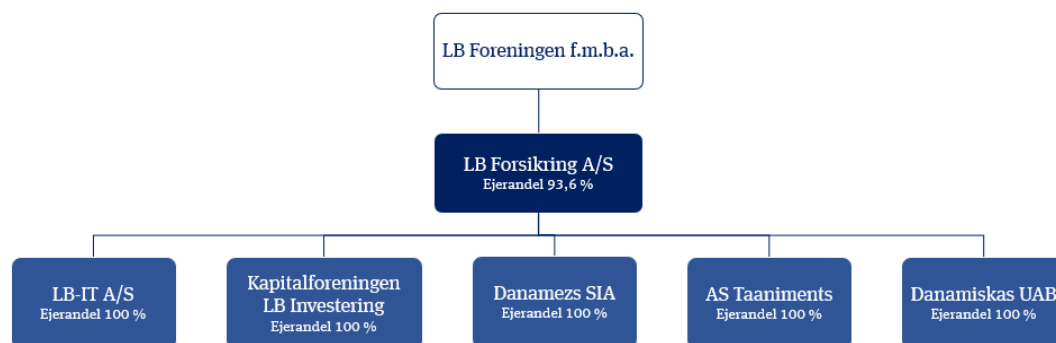 LB Foreningen f.m.b.a.
LB Forsikring A/S
Ejerandel 93,6 %
LB-IT A/S
Ejerandel 100 %
Kapitalforeningen
LB Investering
Ejerandel 100 %
Danamezs SIA
Ejerandel 100 %
AS Taaniments
Ejerandel 100 %
Danamiskas UAB
Ejerandel 100 %